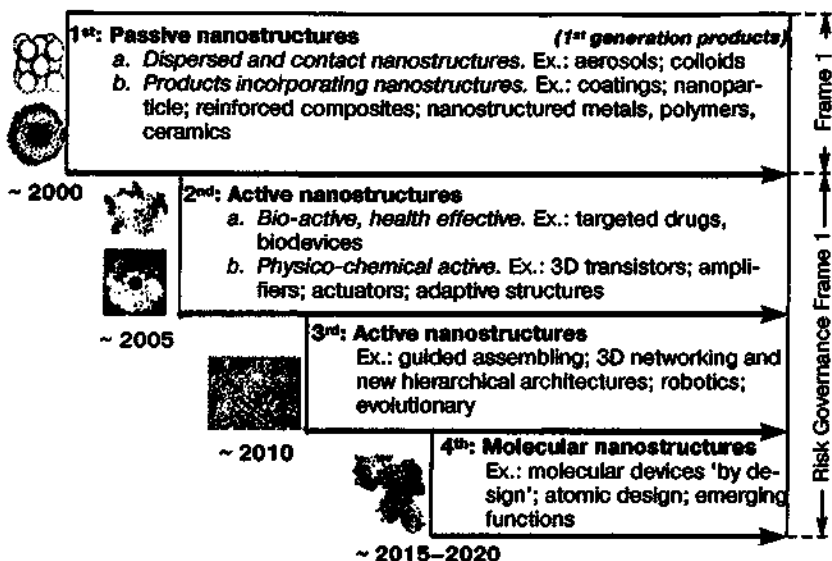 1st: Passive nanostructures (1st generation products)
a. Dispersed and contact nanostructures. Ex.: aerosols; colloids
b. Products incorporating nanostructures. Ex.: coatings; nanopar-
ticle; reinforced composites; nanostructured metals, polymers,
ceramics
~ 2000
2nd: Active nanostructures
a. Bio-active, health effective. Ex.: targeted drugs,
biodevices
b. Physico-chemical active. Ex.: 3D transistors; ampli-
fiers; actuators; adaptive structures
~ 2005
3rd: Active nanostructures
Ex.: guided assembling; 3D networking and
new hierarchical architectures; robotics;
evolutionary
~ 2010
4th: Molecular nanostructures
Ex.: molecular devices 'by de-
sign'; atomic design; emerging
functions
~ 2015–2020
Frame 1
Risk Governance Frame 1